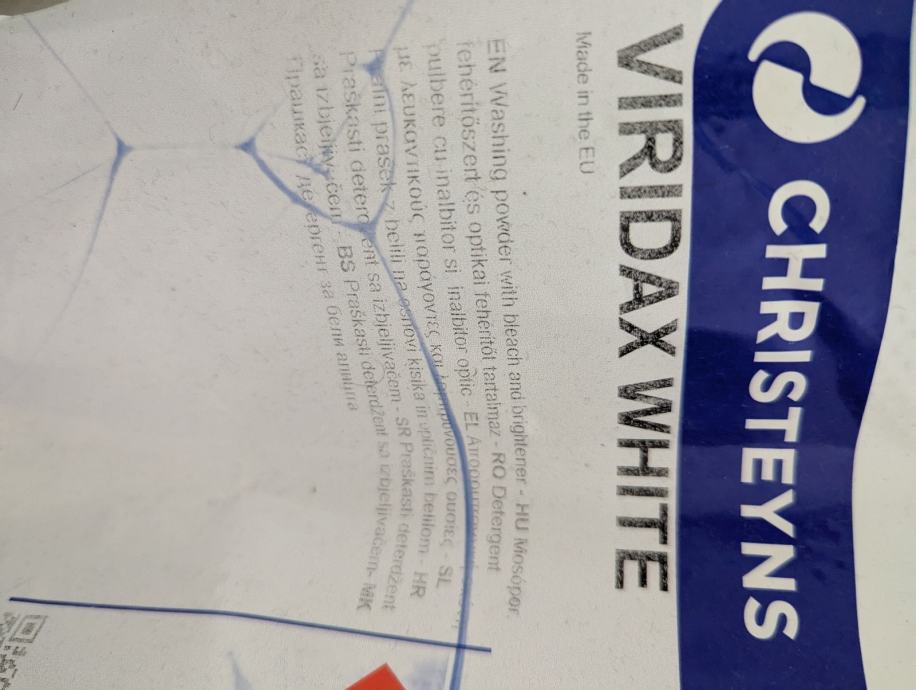 CHRISTEYNS
VIRIDAX WHITE
Made in the EU
EN Washing powder with bleach and brightener - HU Mosópor,
fehérítőszert és optikai fehérítőt tartalmaz - RO Detergent
pulbere cu inalbitor si inalbitor optic - EL
με λευκαντικούς παράγοντες και ουσίες - SL
Pralni prašek z belili na osnovi kisika in optičnim belilom - HR
Praškasti deterdžent sa izbjeljivačem - SR Praškasti deterdžent
sa izbjeljivačem - BS Praškasti deterdžent sa izbjeljivačem- MK
Прашкаст детергент за бели алишта